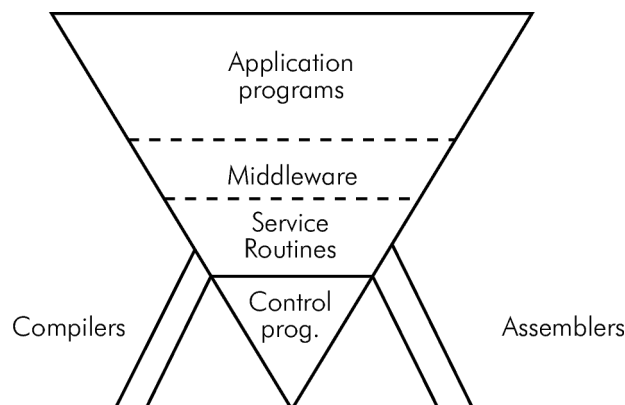 Application
programs
Middleware
Service
Routines
Control
prog.
Compilers
Assemblers